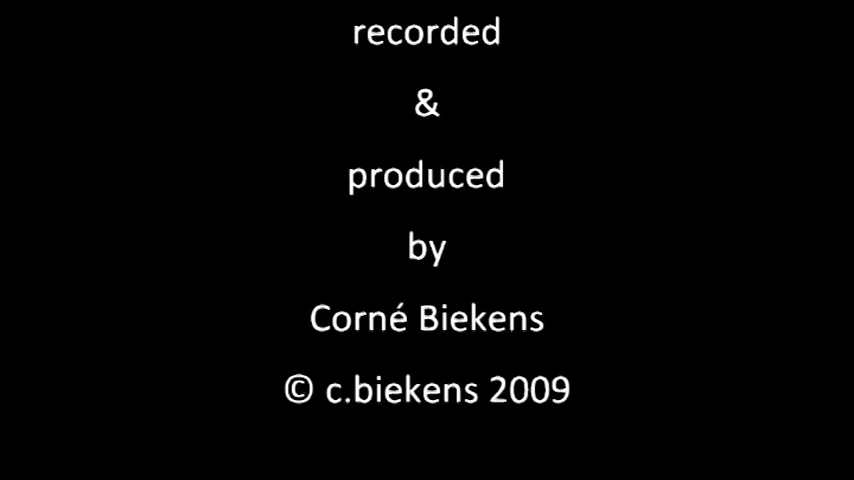 recorded
&
produced
by
Corné Biekens
© c.biekens 2009